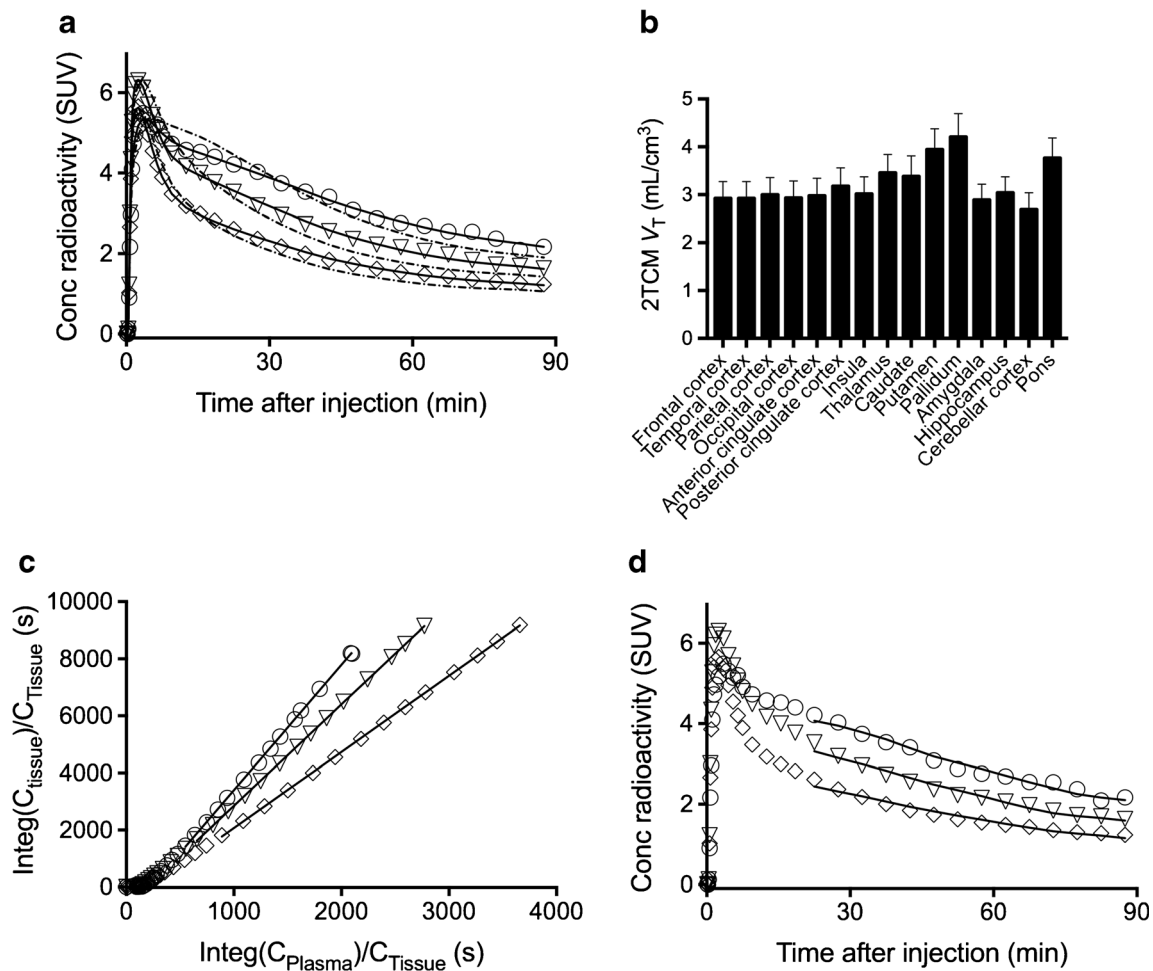 a
Conc radioactivity (SUV)
6
4
2
0
0 30 60 90
Time after injection (min)
b
2TCM V_T (mL/cm³)
5
4
3
2
1
0
Frontal cortex
Temporal cortex
Parietal cortex
Occipital cortex
Anterior cingulate cortex
Posterior cingulate cortex
Insula
Thalamus
Caudate
Putamen
Pallidum
Amygdala
Hippocampus
Cerebellar cortex
Pons
c
Integ(C_tissue)/C_Tissue (s)
10000
8000
6000
4000
2000
0
0 1000 2000 3000 4000
Integ(C_Plasma)/C_Tissue (s)
d
Conc radioactivity (SUV)
6
4
2
0
0 30 60 90
Time after injection (min)